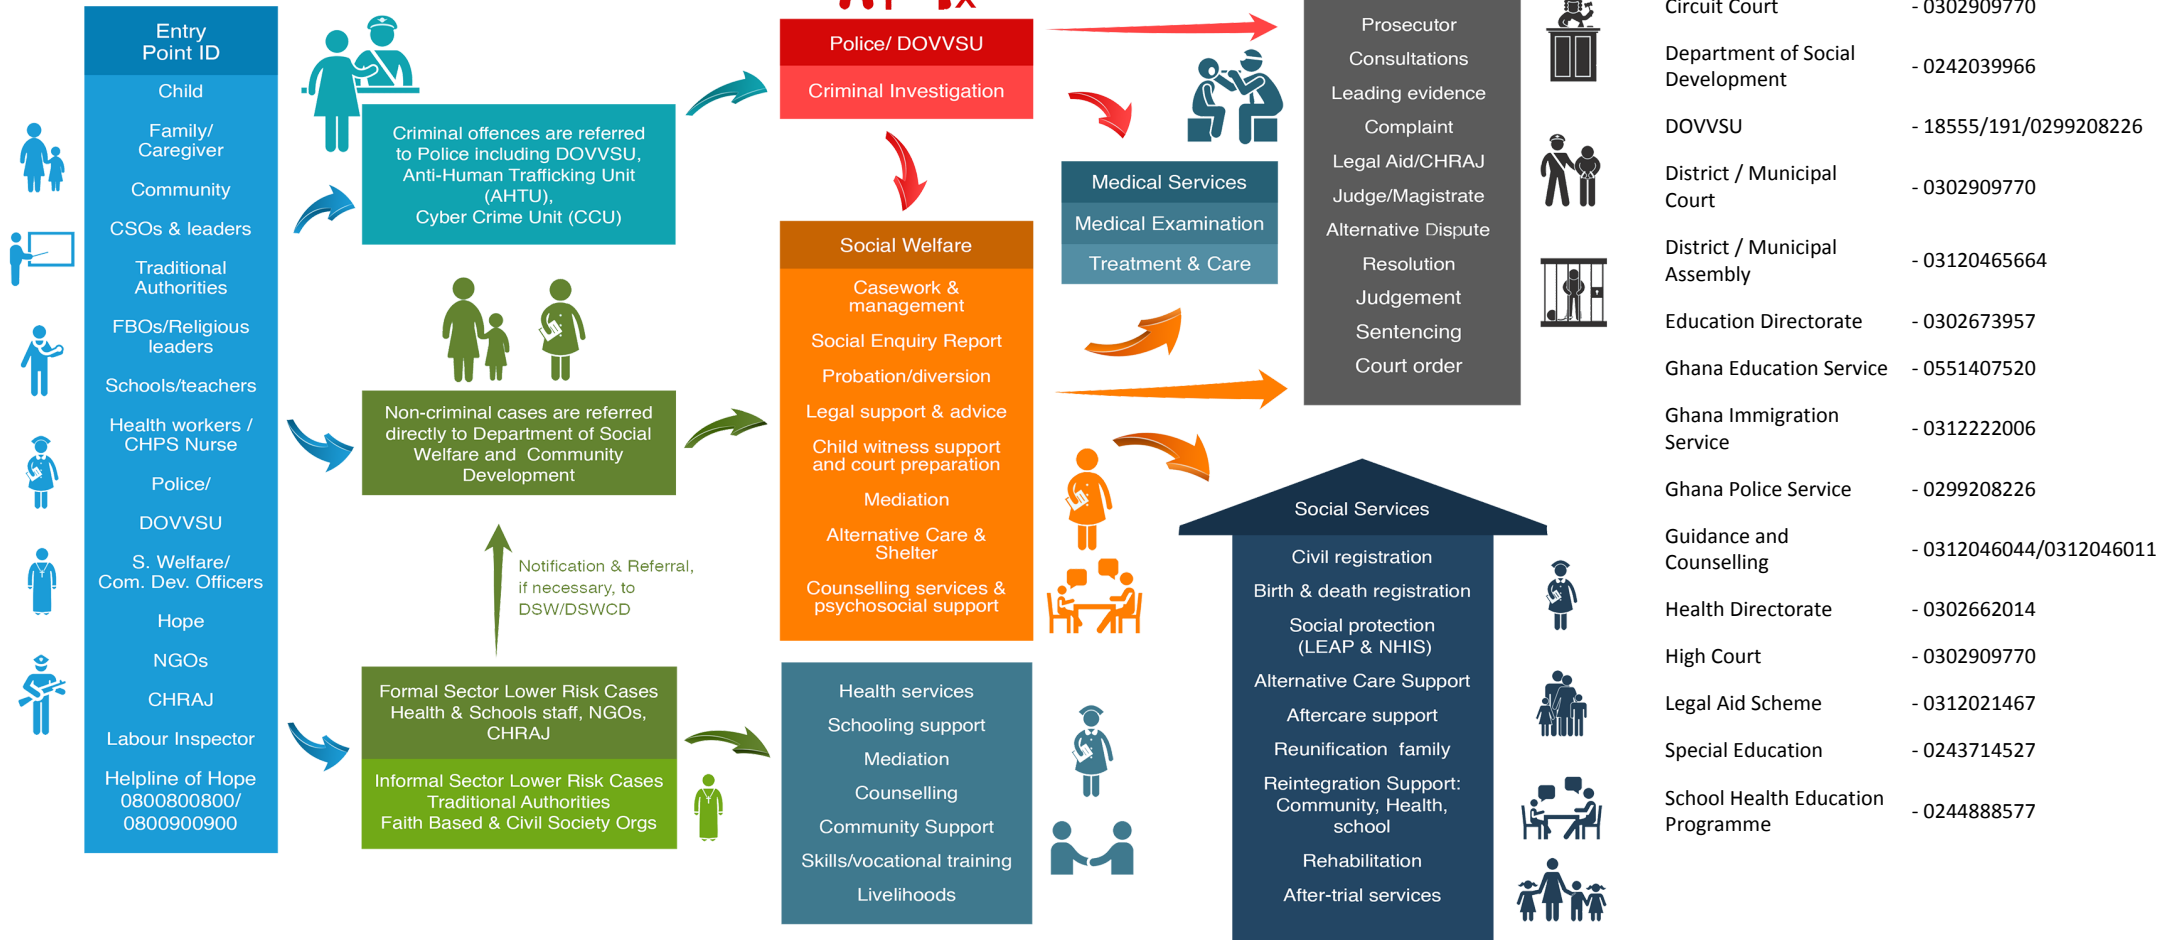 Entry
Point ID
Child
Family/
Caregiver
Community
CSOs & leaders
Traditional
Authorities
FBOs/Religious
leaders
Schools/teachers
Health workers /
CHPS Nurse
Police/
DOVVSU
S. Welfare/
Com. Dev. Officers
Hope
NGOs
CHRAJ
Labour Inspector
Helpline of Hope
0800800800/
0800900900
Criminal offences are referred
to Police including DOVVSU,
Anti-Human Trafficking Unit
(AHTU),
Cyber Crime Unit (CCU)
Non-criminal cases are referred
directly to Department of Social
Welfare and Community
Development
Notification & Referral,
if necessary, to
DSW/DSWCD
Formal Sector Lower Risk Cases
Health & Schools staff, NGOs,
CHRAJ
Informal Sector Lower Risk Cases
Traditional Authorities
Faith Based & Civil Society Orgs
Police/ DOVVSU
Criminal Investigation
Social Welfare
Casework &
management
Social Enquiry Report
Probation/diversion
Legal support & advice
Child witness support
and court preparation
Mediation
Alternative Care &
Shelter
Counselling services &
psychosocial support
Health services
Schooling support
Mediation
Counselling
Community Support
Skills/vocational training
Livelihoods
Medical Services
Medical Examination
Treatment & Care
Prosecutor
Consultations
Leading evidence
Complaint
Legal Aid/CHRAJ
Judge/Magistrate
Alternative Dispute
Resolution
Judgement
Sentencing
Court order
Social Services
Civil registration
Birth & death registration
Social protection
(LEAP & NHIS)
Alternative Care Support
Aftercare support
Reunification family
Reintegration Support:
Community, Health,
school
Rehabilitation
After-trial services
Circuit Court - 0302909770
Department of Social
Development - 0242039966
DOVVSU - 18555/191/0299208226
District / Municipal
Court - 0302909770
District / Municipal
Assembly - 03120465664
Education Directorate - 0302673957
Ghana Education Service - 0551407520
Ghana Immigration
Service - 0312222006
Ghana Police Service - 0299208226
Guidance and
Counselling - 0312046044/0312046011
Health Directorate - 0302662014
High Court - 0302909770
Legal Aid Scheme - 0312021467
Special Education - 0243714527
School Health Education
Programme - 0244888577